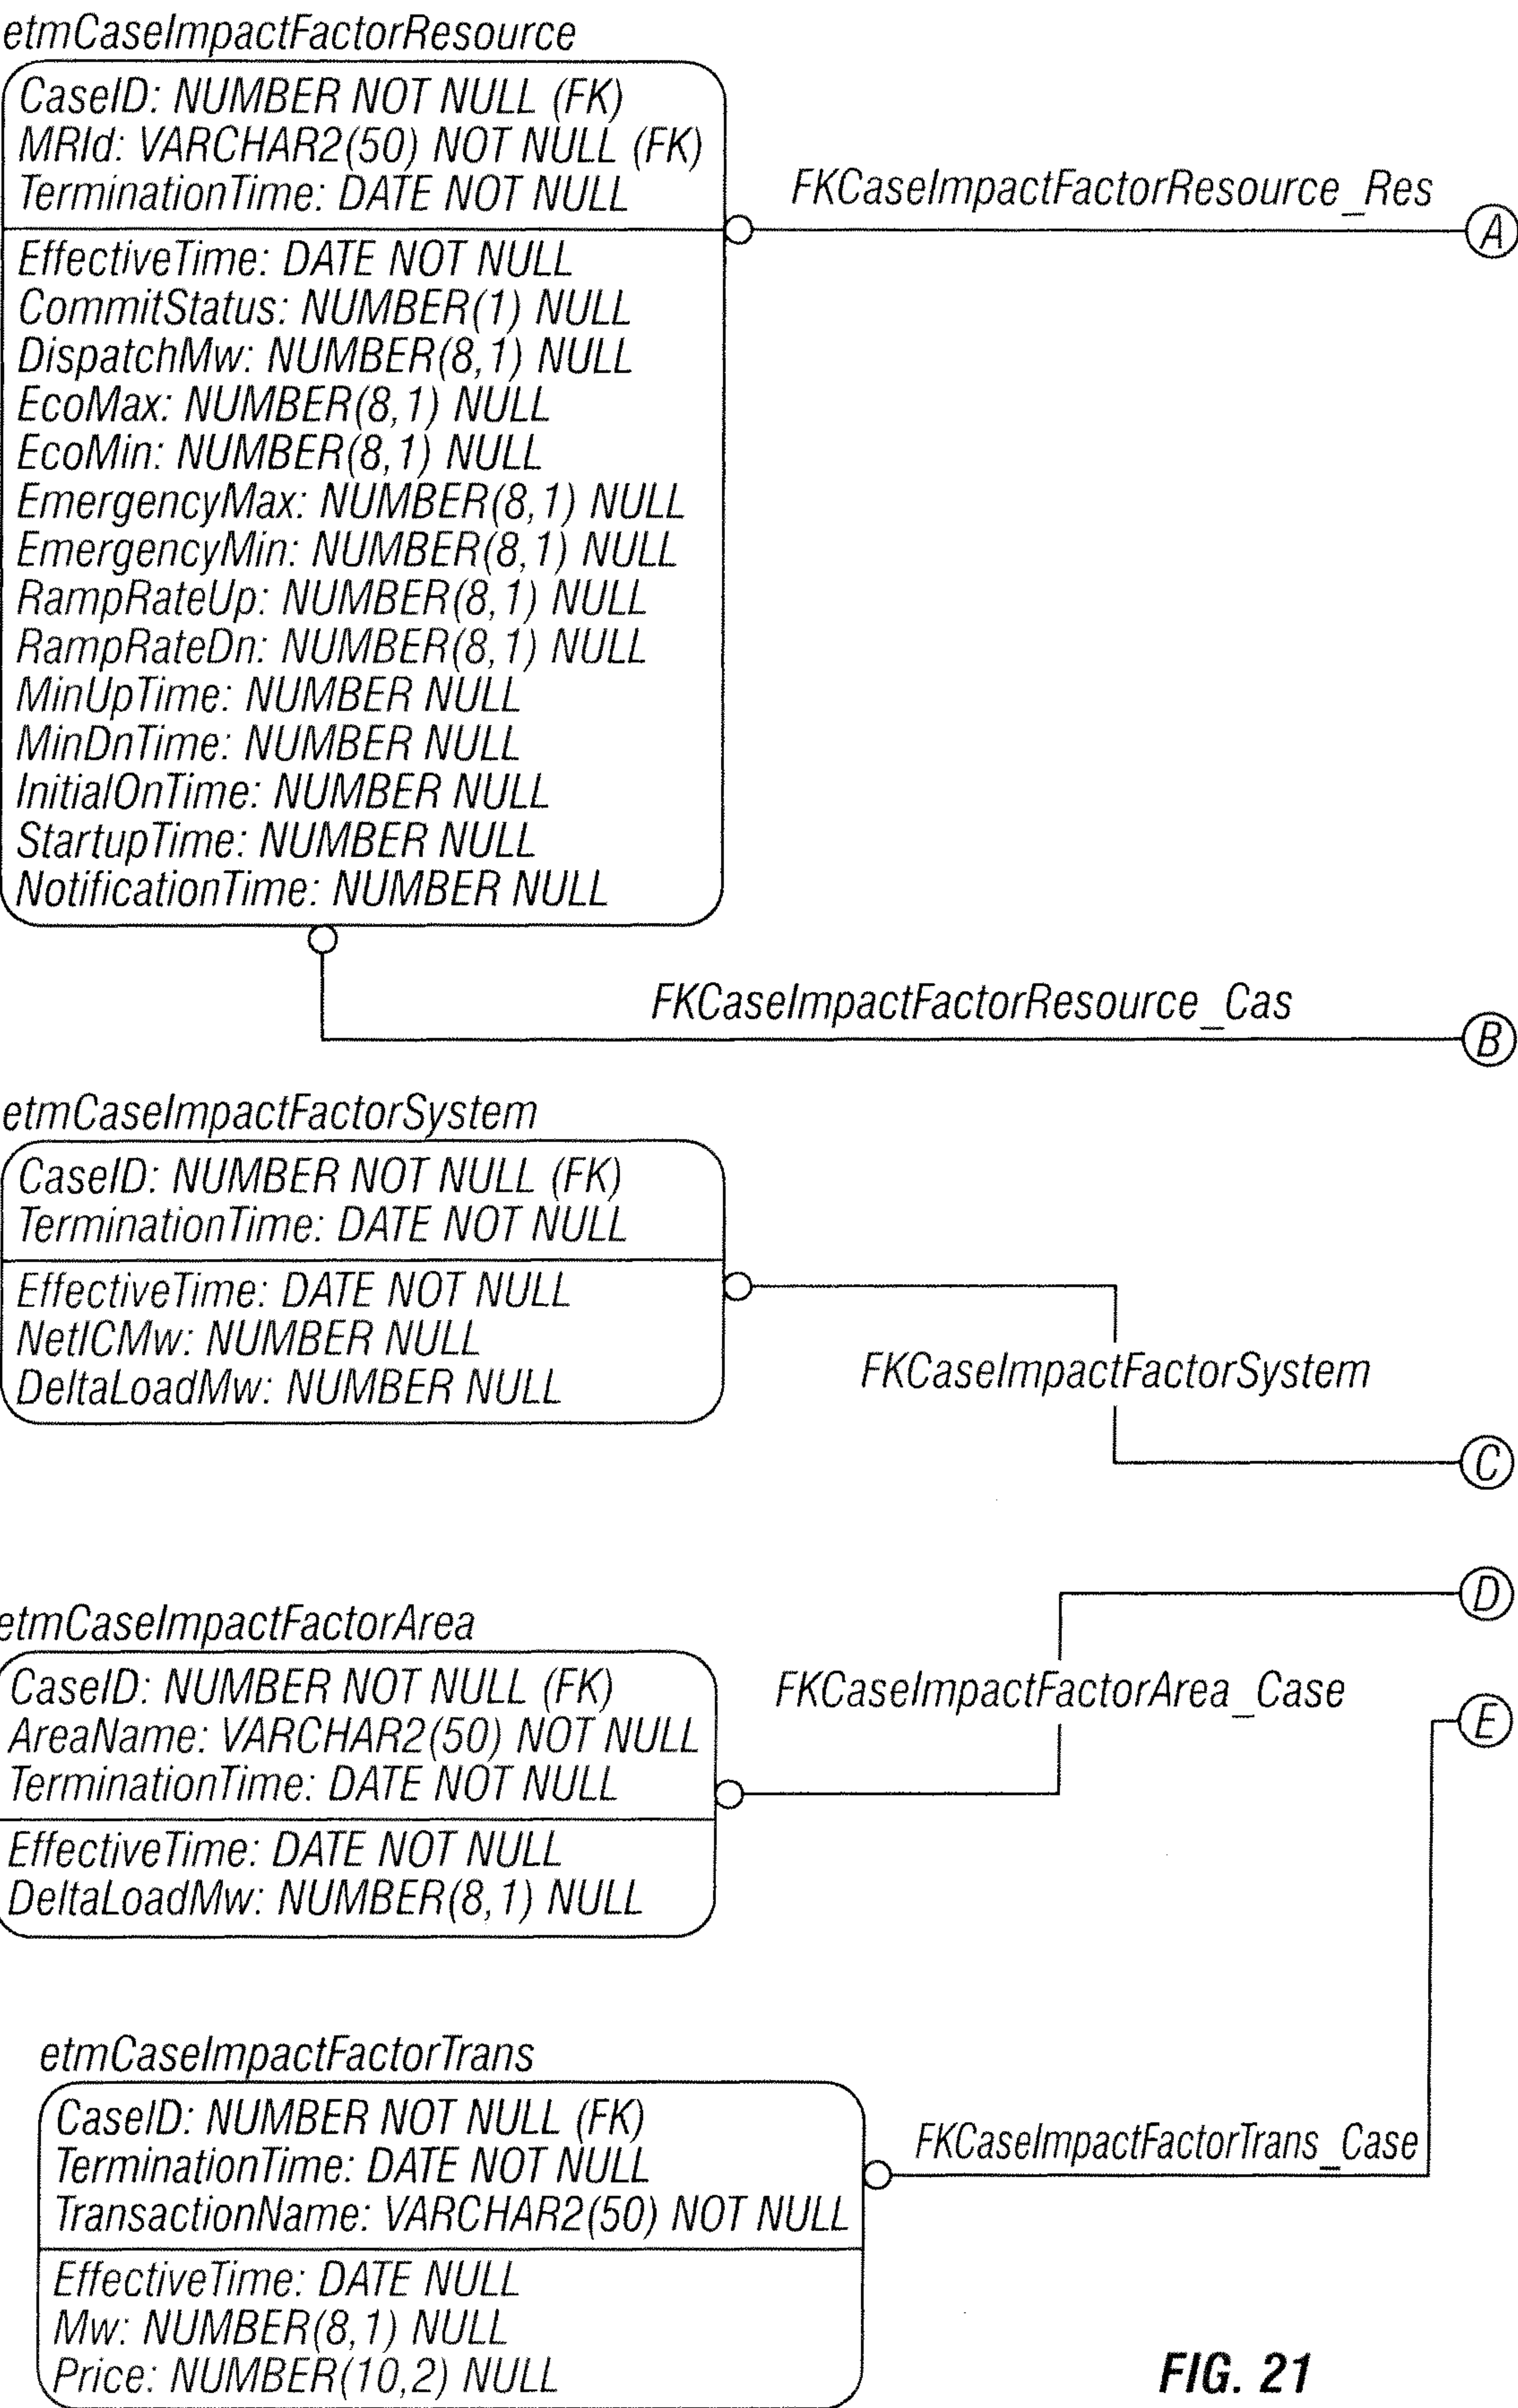 etmCaseImpactFactorResource
CaseID: NUMBER NOT NULL (FK)
MRId: VARCHAR2(50) NOT NULL (FK)
TerminationTime: DATE NOT NULL
FKCaseImpactFactorResource_Res
A
EffectiveTime: DATE NOT NULL
CommitStatus: NUMBER(1) NULL
DispatchMw: NUMBER(8,1) NULL
EcoMax: NUMBER(8,1) NULL
EcoMin: NUMBER(8,1) NULL
EmergencyMax: NUMBER(8,1) NULL
EmergencyMin: NUMBER(8,1) NULL
RampRateUp: NUMBER(8,1) NULL
RampRateDn: NUMBER(8,1) NULL
MinUpTime: NUMBER NULL
MinDnTime: NUMBER NULL
InitialOnTime: NUMBER NULL
StartupTime: NUMBER NULL
NotificationTime: NUMBER NULL
FKCaseImpactFactorResource_Cas
B
etmCaseImpactFactorSystem
CaseID: NUMBER NOT NULL (FK)
TerminationTime: DATE NOT NULL
EffectiveTime: DATE NOT NULL
NetICMw: NUMBER NULL
DeltaLoadMw: NUMBER NULL
FKCaseImpactFactorSystem
C
D
etmCaseImpactFactorArea
CaseID: NUMBER NOT NULL (FK)
AreaName: VARCHAR2(50) NOT NULL
TerminationTime: DATE NOT NULL
FKCaseImpactFactorArea_Case
E
EffectiveTime: DATE NOT NULL
DeltaLoadMw: NUMBER(8,1) NULL
etmCaseImpactFactorTrans
CaseID: NUMBER NOT NULL (FK)
TerminationTime: DATE NOT NULL
TransactionName: VARCHAR2(50) NOT NULL
FKCaseImpactFactorTrans_Case
EffectiveTime: DATE NULL
Mw: NUMBER(8,1) NULL
Price: NUMBER(10,2) NULL
FIG. 21